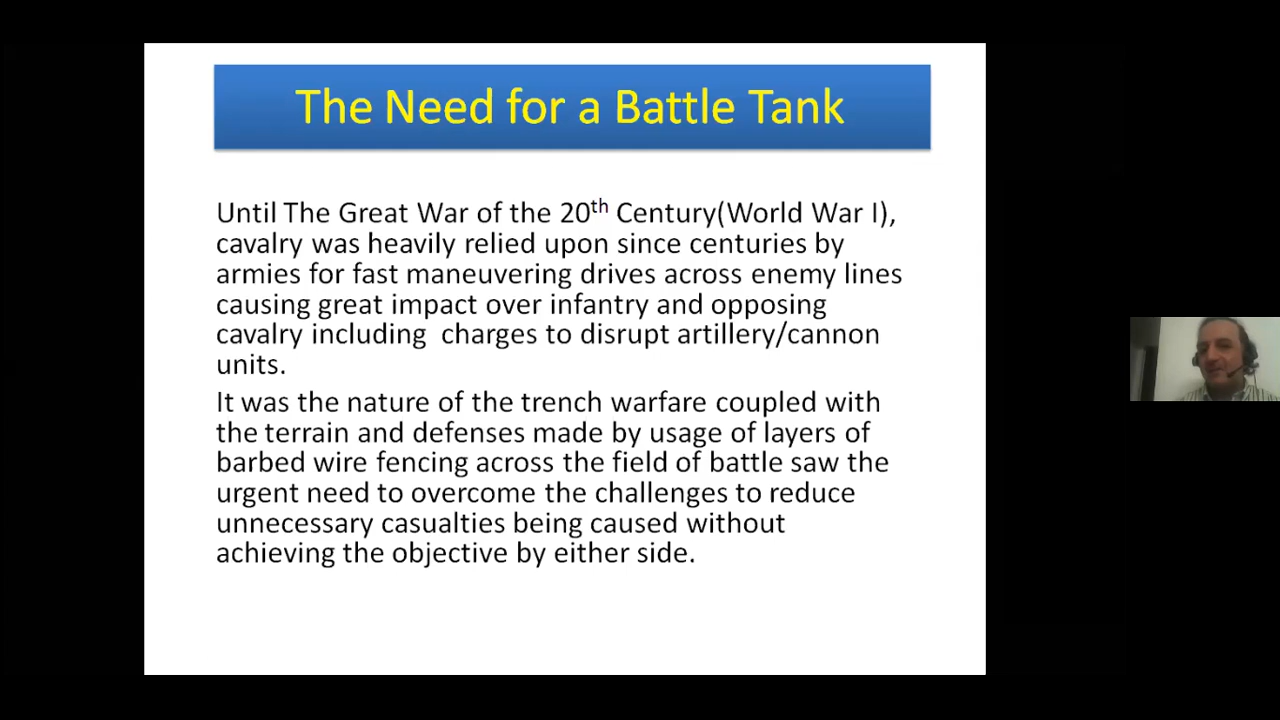 The Need for a Battle Tank
Until The Great War of the 20th Century(World War I),
cavalry was heavily relied upon since centuries by
armies for fast maneuvering drives across enemy lines
causing great impact over infantry and opposing
cavalry including  charges to disrupt artillery/cannon
units.
It was the nature of the trench warfare coupled with
the terrain and defenses made by usage of layers of
barbed wire fencing across the field of battle saw the
urgent need to overcome the challenges to reduce
unnecessary casualties being caused without
achieving the objective by either side.